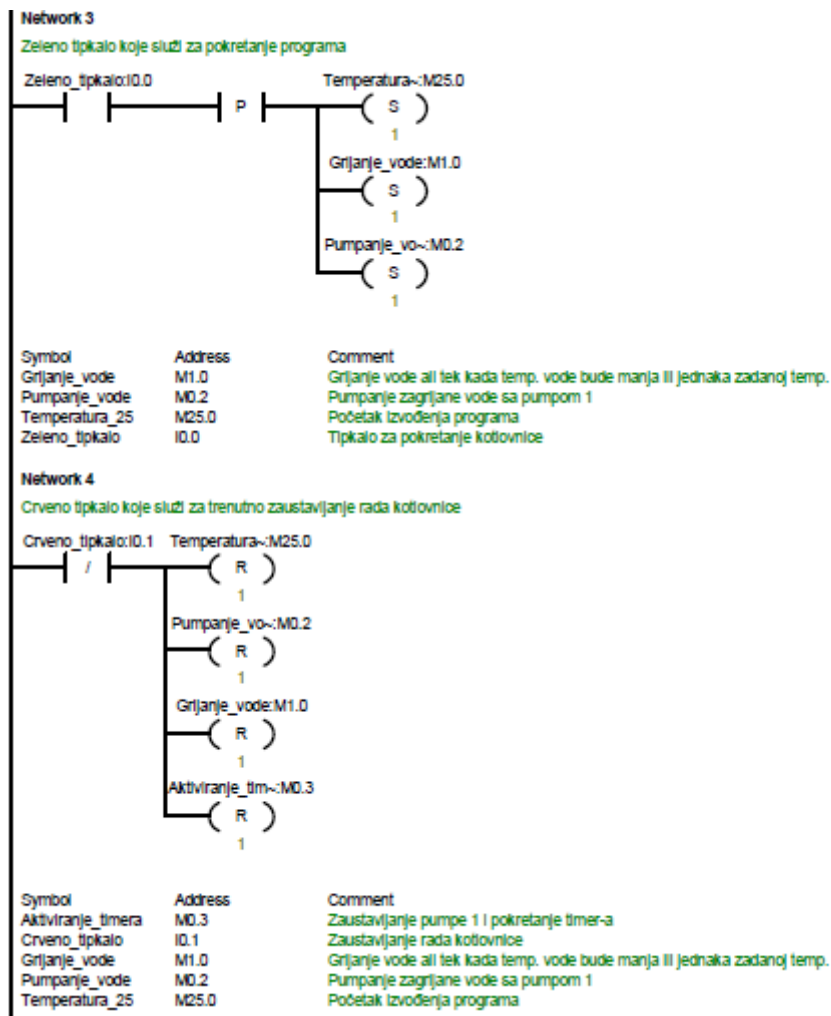 Network 3
Zeleno tipkalo koje služi za pokretanje programa
Zeleno_tipkalo:I0.0 Temperatura~:M25.0
P
S
1
Grijanje_vode:M1.0
S
1
Pumpanje_vo~:M0.2
S
1
Symbol Address Comment
Grijanje_vode M1.0 Grijanje vode ali tek kada temp. vode bude manja ili jednaka zadanoj temp.
Pumpanje_vode M0.2 Pumpanje zagrijane vode sa pumpom 1
Temperatura_25 M25.0 Početak izvođenja programa
Zeleno_tipkalo I0.0 Tipkalo za pokretanje kotlovnice
Network 4
Crveno tipkalo koje služi za trenutno zaustavljanje rada kotlovnice
Crveno_tipkalo:I0.1 Temperatura~:M25.0
/
R
1
Pumpanje_vo~:M0.2
R
1
Grijanje_vode:M1.0
R
1
Aktiviranje_tim~:M0.3
R
1
Symbol Address Comment
Aktiviranje_timera M0.3 Zaustavljanje pumpe 1 i pokretanje timer-a
Crveno_tipkalo I0.1 Zaustavljanje rada kotlovnice
Grijanje_vode M1.0 Grijanje vode ali tek kada temp. vode bude manja ili jednaka zadanoj temp.
Pumpanje_vode M0.2 Pumpanje zagrijane vode sa pumpom 1
Temperatura_25 M25.0 Početak izvođenja programa